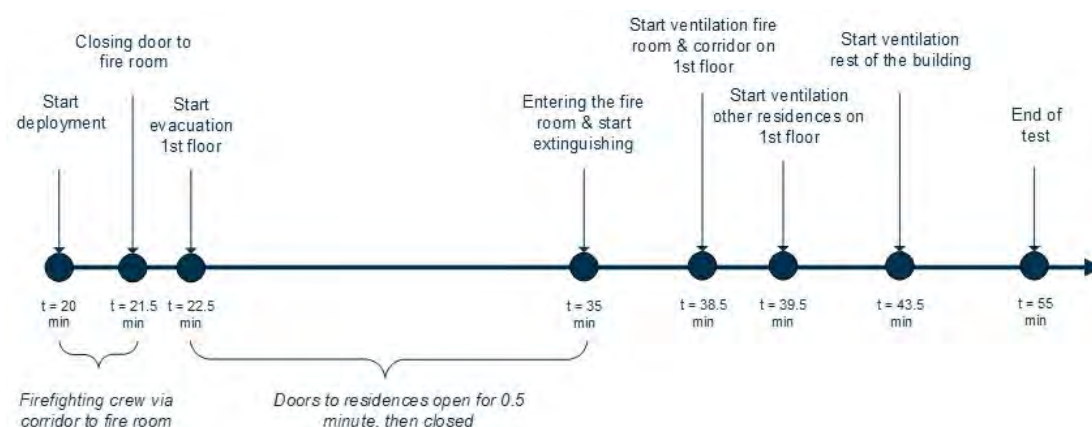 Closing door to
fire room
Start
deployment
Start
evacuation
1st floor
Entering the fire
room & start
extinguishing
Start ventilation fire
room & corridor on
1st floor
Start ventilation
other residences on
1st floor
Start ventilation
rest of the building
End of
test
t = 20
min
t = 21.5
min
t = 22.5
min
t = 35
min
t = 38.5
min
t = 39.5
min
t = 43.5
min
t = 55
min
Firefighting crew via
corridor to fire room
Doors to residences open for 0.5
minute, then closed